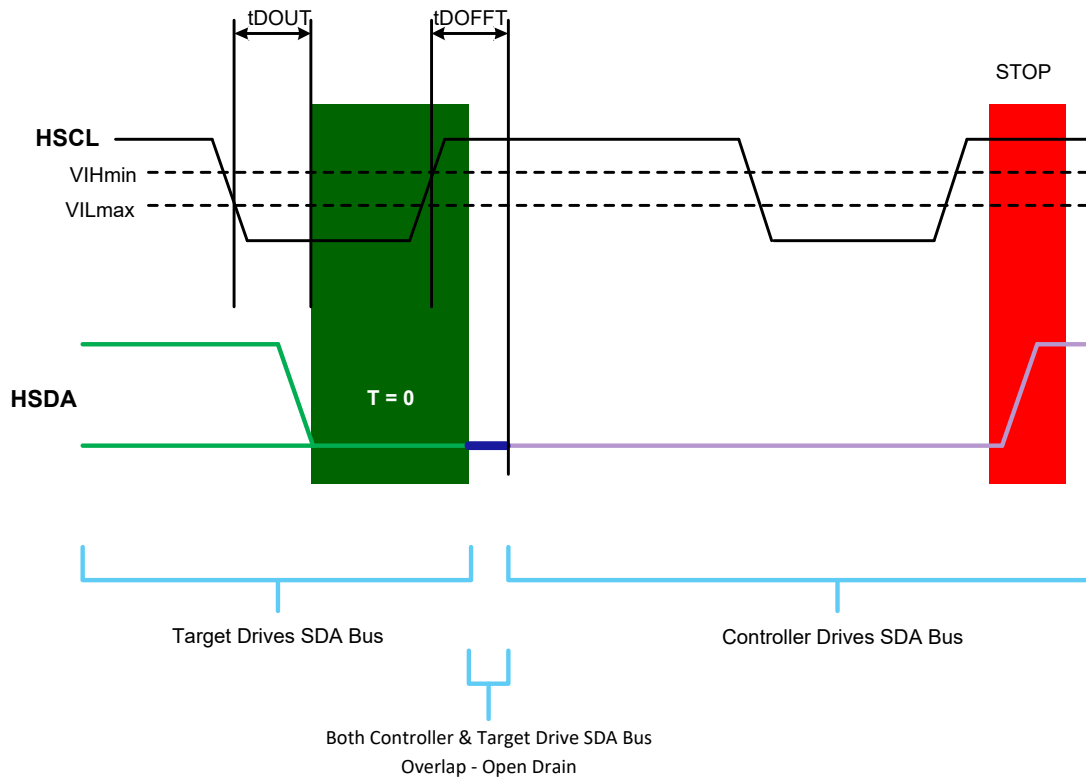 tDOUT
tDOFFT
STOP
HSCL
VIHmin
VILmax
HSDA
T = 0
Target Drives SDA Bus
Controller Drives SDA Bus
Both Controller & Target Drive SDA Bus
Overlap - Open Drain